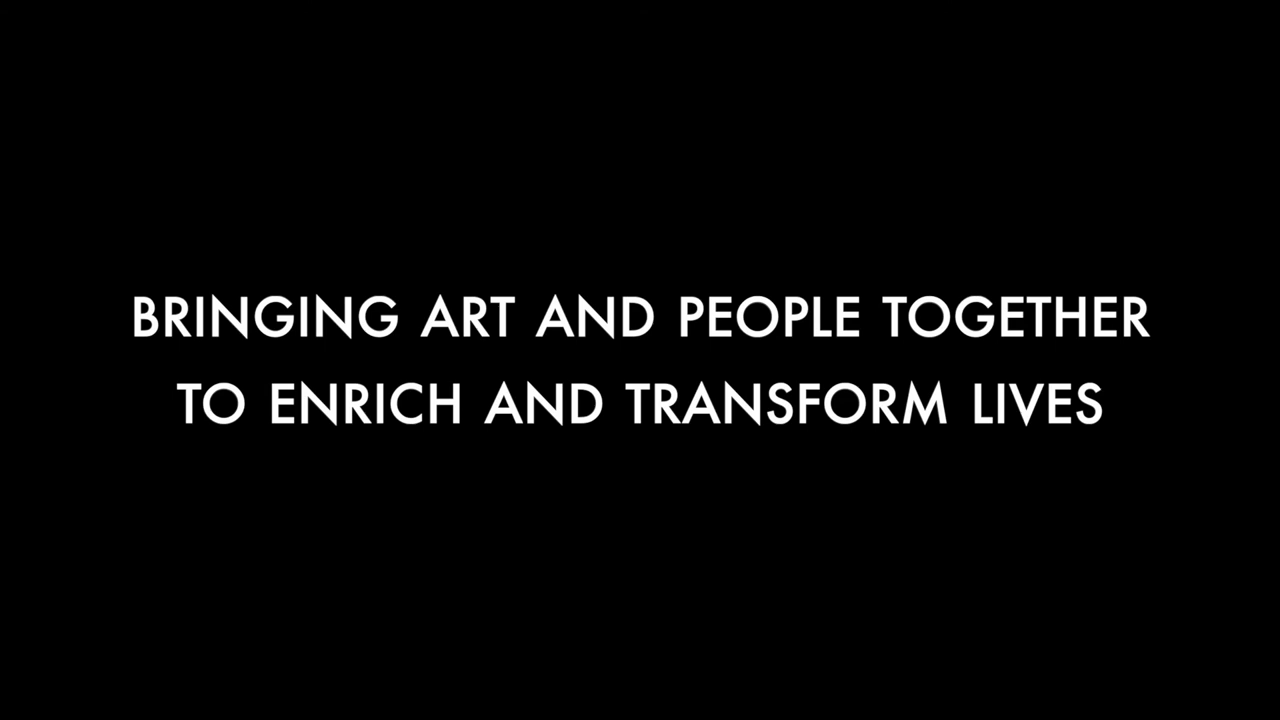 BRINGING ART AND PEOPLE TOGETHER
TO ENRICH AND TRANSFORM LIVES